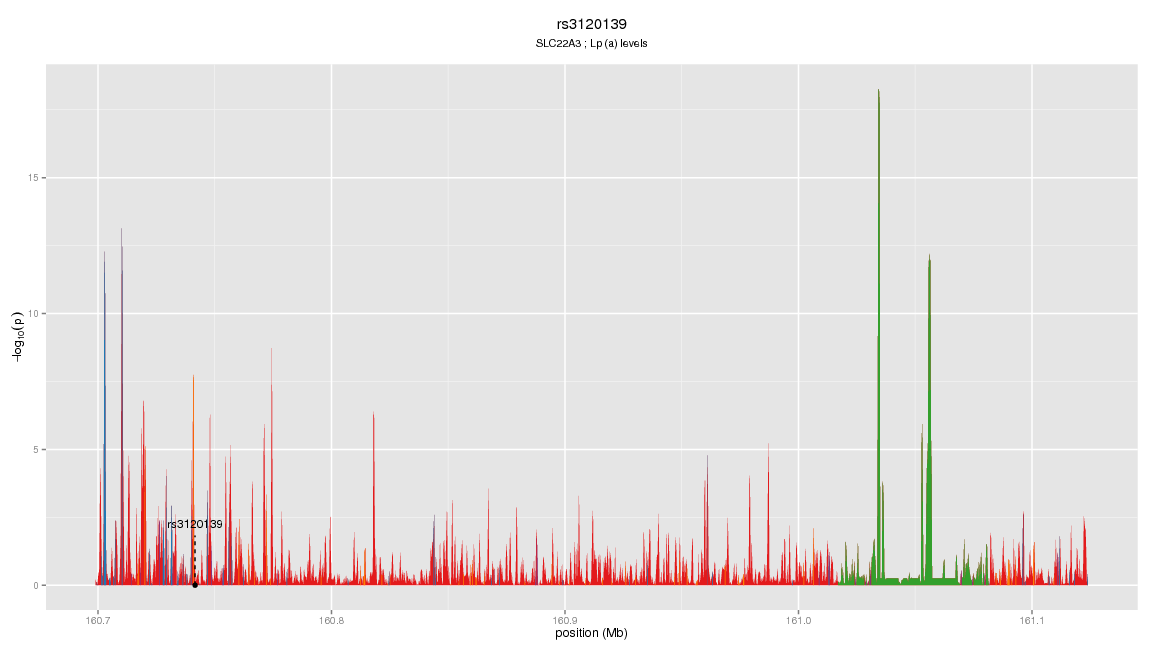 rs3120139
SLC22A3 ; Lp (a) levels
−log10(p)
15
10
5
0
rs3120139
160.7 160.8 160.9 161.0 161.1
position (Mb)